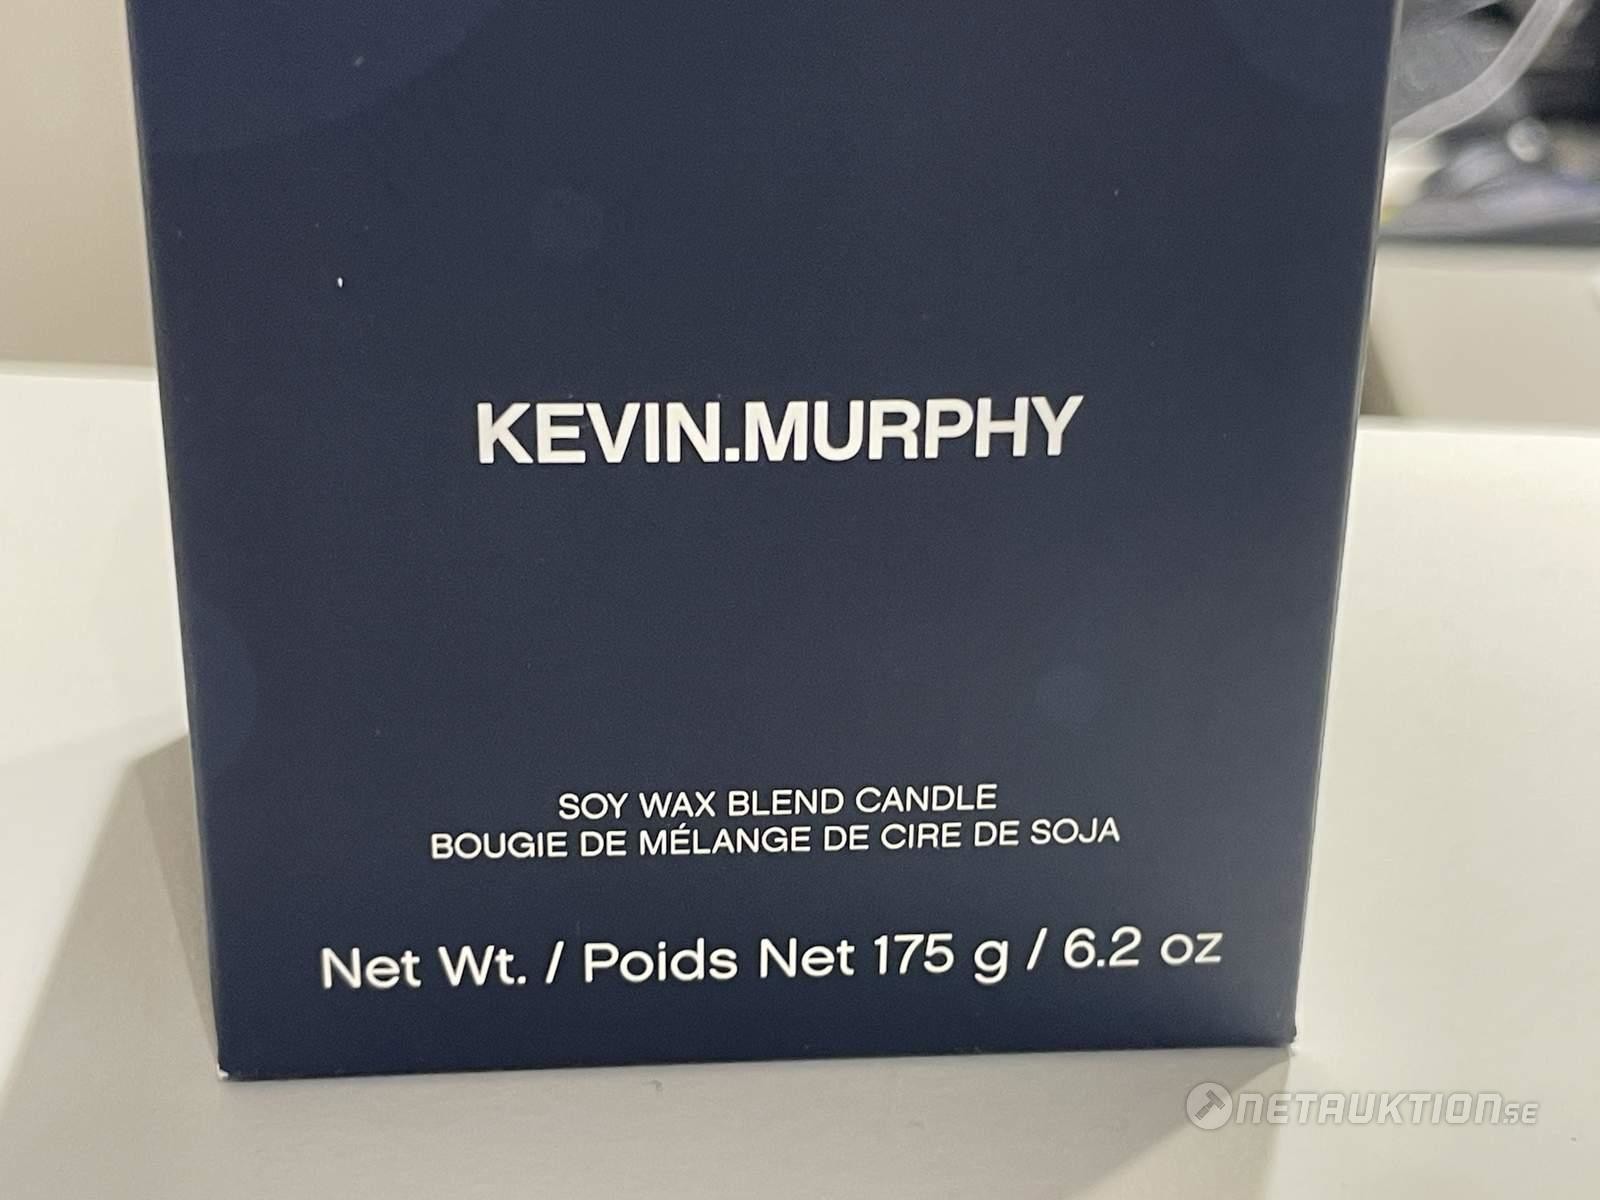 KEVIN.MURPHY
SOY WAX BLEND CANDLE
BOUGIE DE MÉLANGE DE CIRE DE SOJA
Net Wt. / Poids Net 175 g / 6.2 oz
NETAUKTION.SE